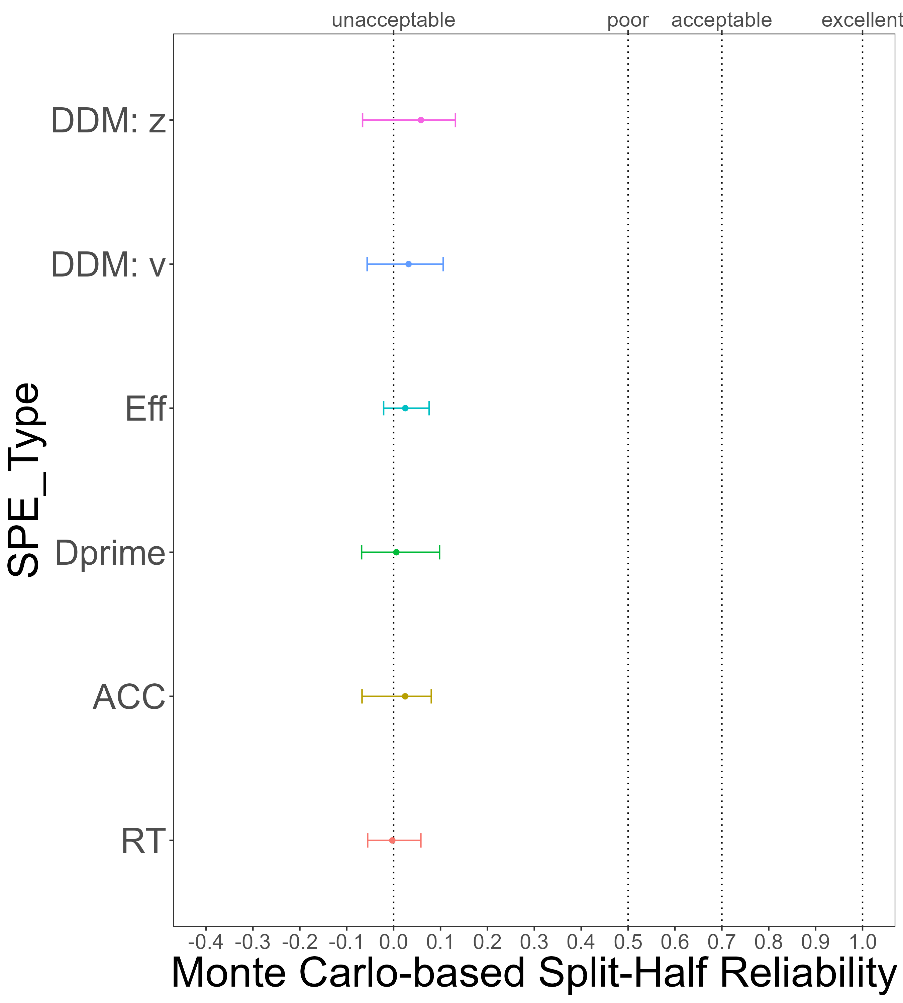 unacceptable poor acceptable excellent
DDM: z
DDM: v
Eff
Dprime
ACC
RT
SPE_Type
-0.4 -0.3 -0.2 -0.1 0.0 0.1 0.2 0.3 0.4 0.5 0.6 0.7 0.8 0.9 1.0
Monte Carlo-based Split-Half Reliability